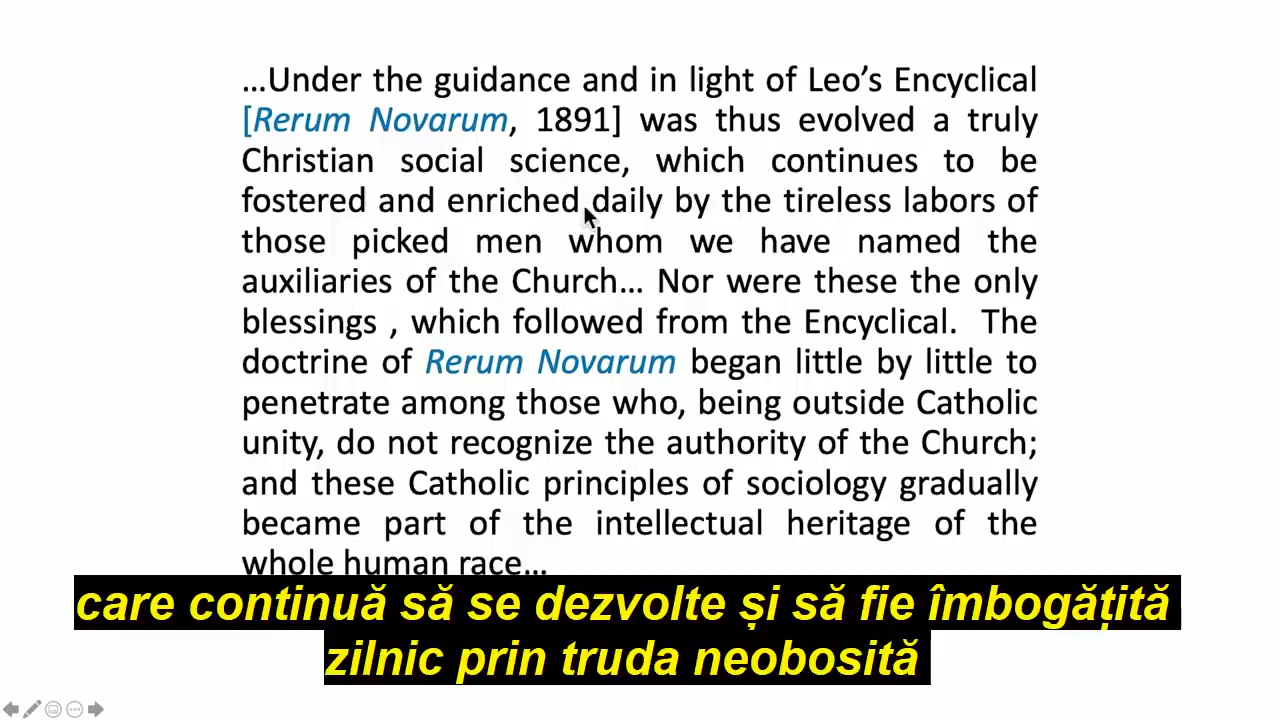 …Under the guidance and in light of Leo’s Encyclical
[Rerum Novarum, 1891] was thus evolved a truly
Christian social science, which continues to be
fostered and enriched daily by the tireless labors of
those picked men whom we have named the
auxiliaries of the Church… Nor were these the only
blessings , which followed from the Encyclical. The
doctrine of Rerum Novarum began little by little to
penetrate among those who, being outside Catholic
unity, do not recognize the authority of the Church;
and these Catholic principles of sociology gradually
became part of the intellectual heritage of the
whole human race…
care continuă să se dezvolte și să fie îmbogățită
zilnic prin truda neobosită